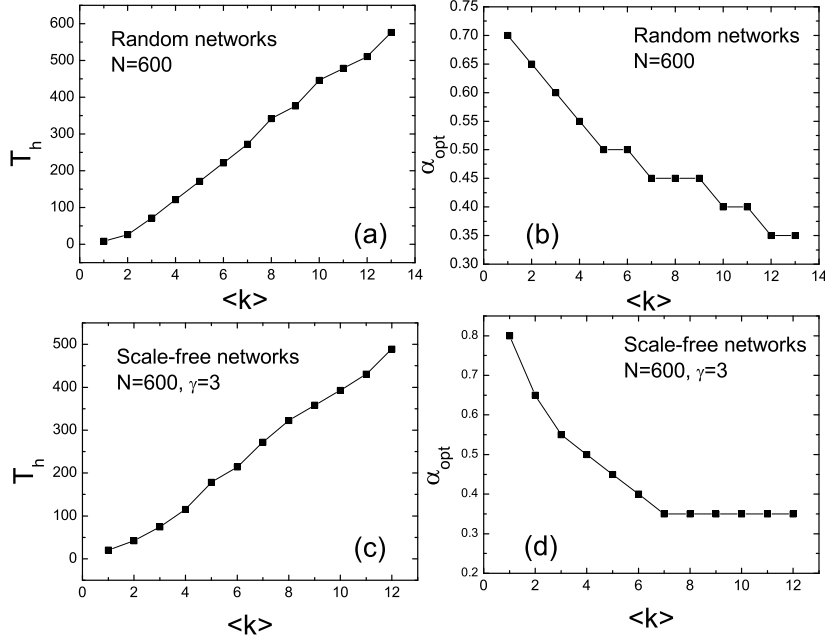 600
500
400
300
200
100
0
T_h
Random networks
N=600
(a)
0 2 4 6 8 10 12 14
<k>
0.75
0.70
0.65
0.60
0.55
0.50
0.45
0.40
0.35
0.30
α_opt
Random networks
N=600
(b)
0 2 4 6 8 10 12 14
<k>
500
400
300
200
100
0
T_h
Scale-free networks
N=600, γ=3
(c)
0 2 4 6 8 10 12
<k>
0.8
0.7
0.6
0.5
0.4
0.3
0.2
α_opt
Scale-free networks
N=600, γ=3
(d)
0 2 4 6 8 10 12
<k>